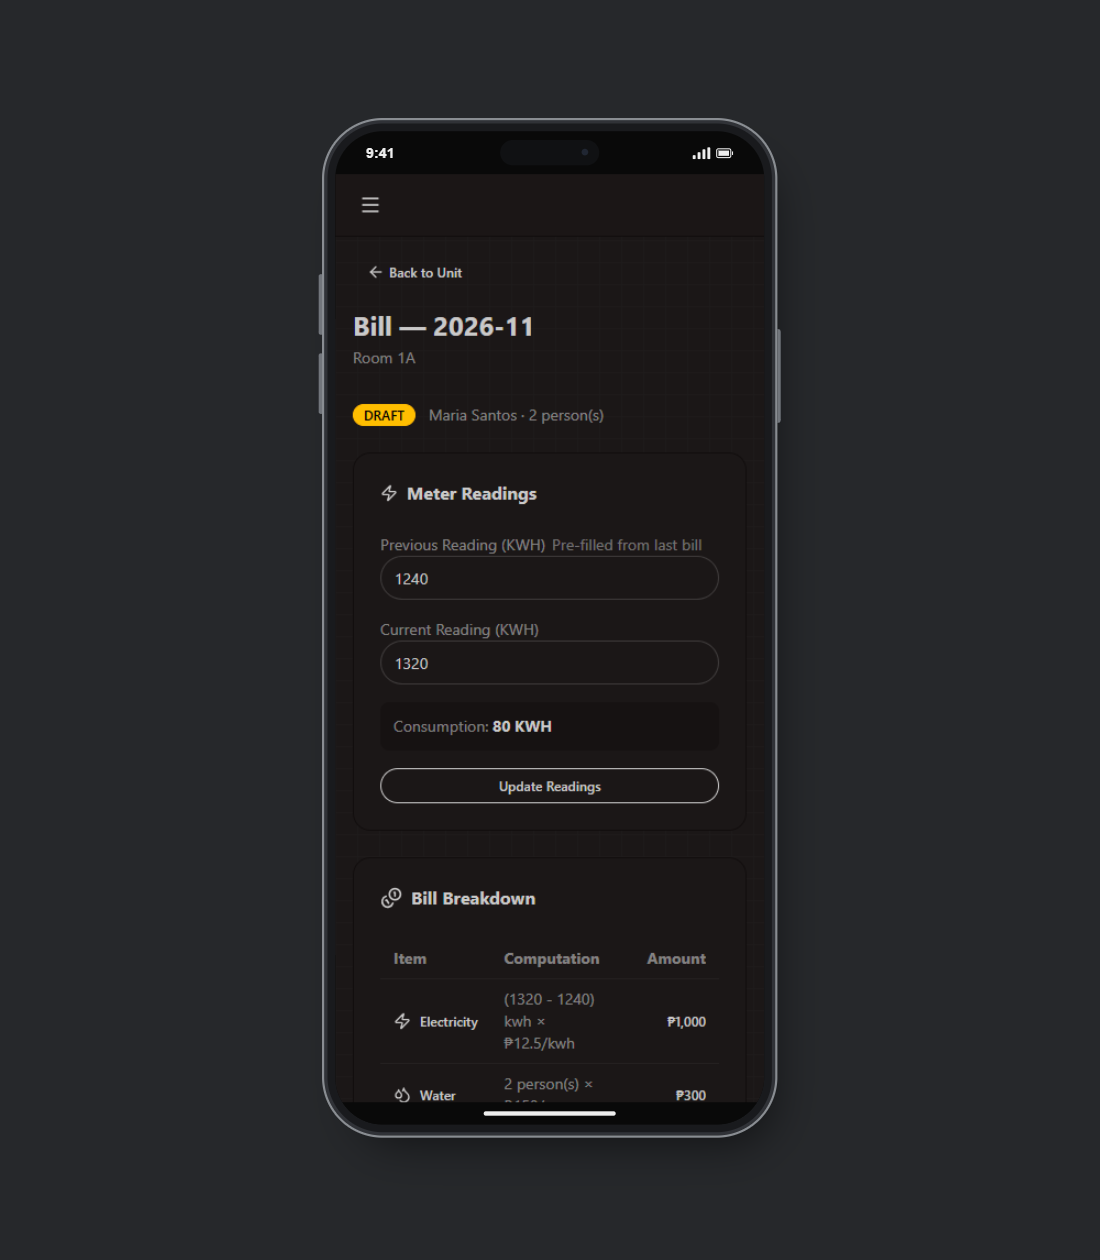 9:41
Back to Unit
Bill — 2026-11
Room 1A
DRAFT Maria Santos · 2 person(s)
Meter Readings
Previous Reading (KWH) Pre-filled from last bill
1240
Current Reading (KWH)
1320
Consumption: 80 KWH
Update Readings
Bill Breakdown
Item Computation Amount
Electricity (1320 - 1240) kwh × ₱12.5/kwh ₱1,000
Water 2 person(s) × ₱300